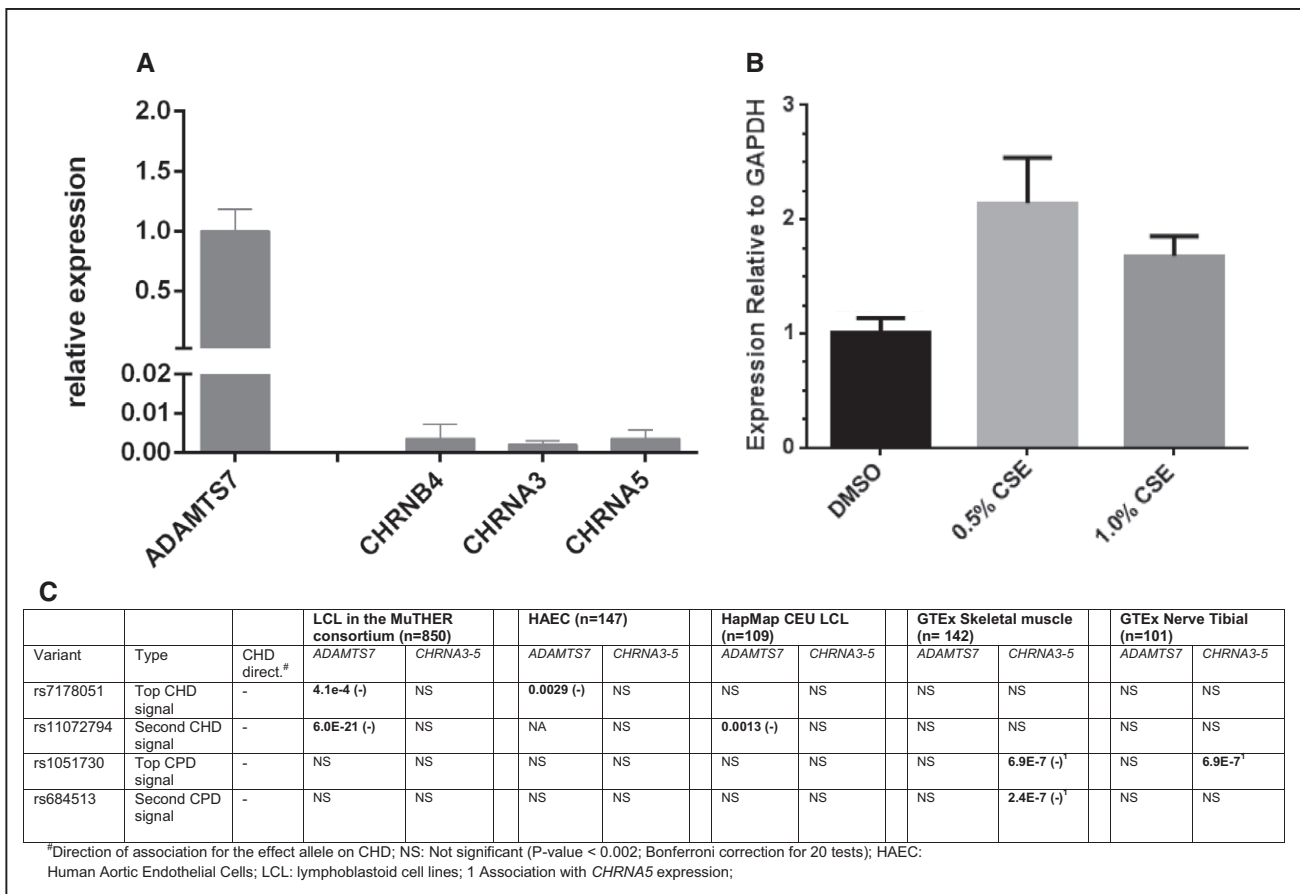 A
2.0
1.5
1.0
0.5
0.02
0.01
0.00
relative expression
ADAMTS7
CHRNB4
CHRNA3
CHRNA5
B
3
2
1
0
Expression Relative to GAPDH
DMSO
0.5% CSE
1.0% CSE
C
LCL in the MuTHER consortium (n=850) HAEC (n=147) HapMap CEU LCL (n=109) GTEx Skeletal muscle (n= 142) GTEx Nerve Tibial (n=101)
Variant Type CHD direct.# ADAMTS7 CHRNA3-5 ADAMTS7 CHRNA3-5 ADAMTS7 CHRNA3-5 ADAMTS7 CHRNA3-5 ADAMTS7 CHRNA3-5
rs7178051 Top CHD signal - 4.1e-4 (-) NS 0.0029 (-) NS NS NS NS NS NS NS
rs11072794 Second CHD signal - 6.0E-21 (-) NS NA NS 0.0013 (-) NS NS NS NS NS
rs1051730 Top CPD signal - NS NS NS NS NS NS NS 6.9E-7 (-)1 NS 6.9E-71
rs684513 Second CPD signal - NS NS NS NS NS NS NS 2.4E-7 (-)1 NS NS
#Direction of association for the effect allele on CHD; NS: Not significant (P-value < 0.002; Bonferroni correction for 20 tests); HAEC:
Human Aortic Endothelial Cells; LCL: lymphoblastoid cell lines; 1 Association with CHRNA5 expression;